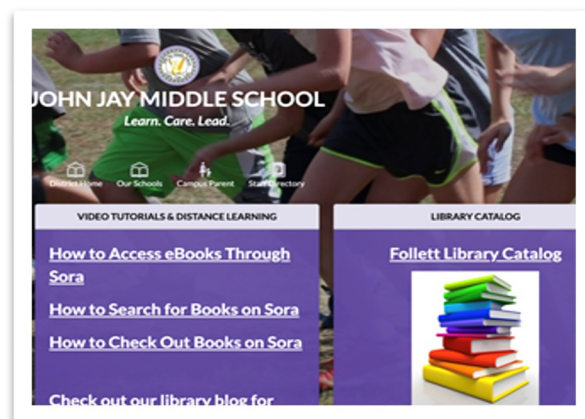 JOHN JAY MIDDLE SCHOOL
Learn. Care. Lead.
District Home
Our Schools
Campus Parent
Staff Directory
VIDEO TUTORIALS & DISTANCE LEARNING
How to Access eBooks Through
Sora
How to Search for Books on Sora
How to Check Out Books on Sora
Check out our library blog for
LIBRARY CATALOG
Follett Library Catalog